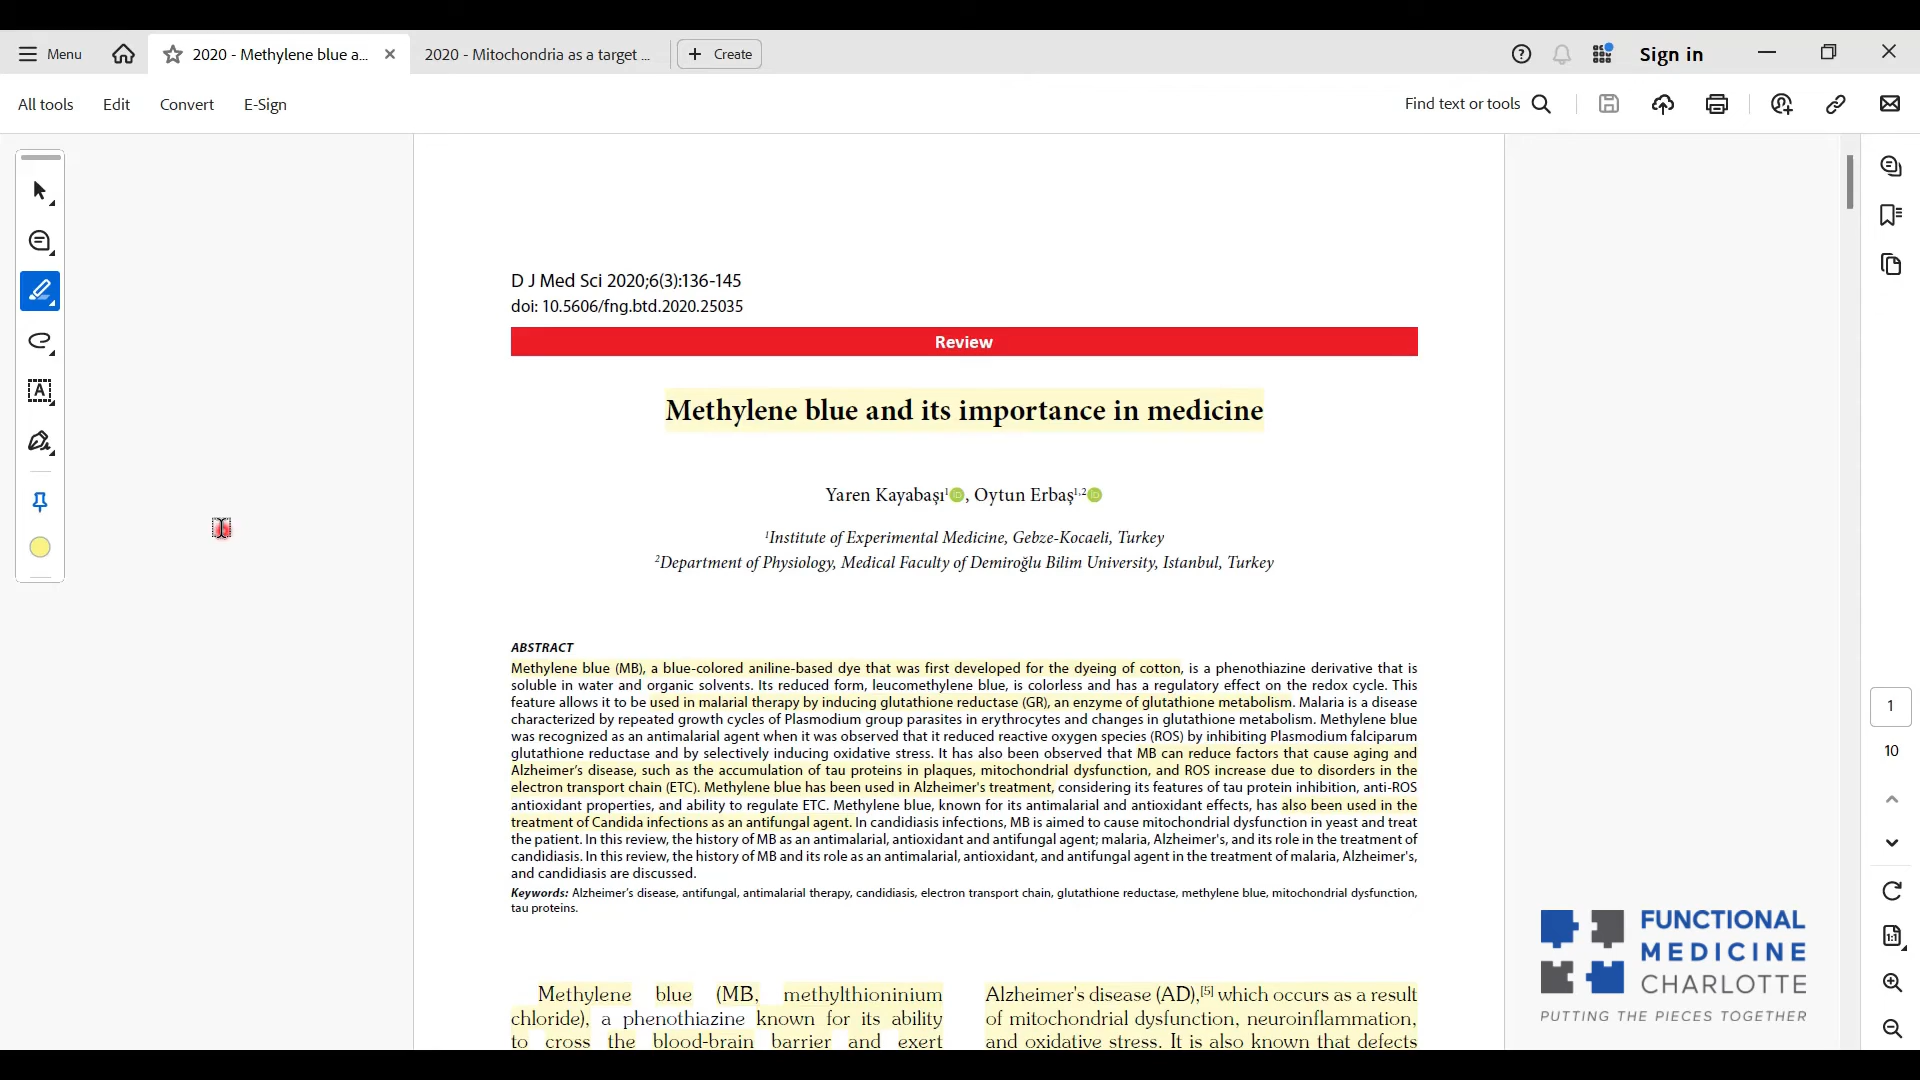 Menu
2020 - Methylene blue a...
2020 - Mitochondria as a target ...
Create
Sign in
All tools
Edit
Convert
E-Sign
Find text or tools
D J Med Sci 2020;6(3):136-145
doi: 10.5606/fng.btd.2020.25035
Review
Methylene blue and its importance in medicine
Yaren Kayabaşı¹, Oytun Erbaş¹,²
¹Institute of Experimental Medicine, Gebze-Kocaeli, Turkey
²Department of Physiology, Medical Faculty of Demiroğlu Bilim University, Istanbul, Turkey
ABSTRACT
Methylene blue (MB), a blue-colored aniline-based dye that was first developed for the dyeing of cotton, is a phenothiazine derivative that is
soluble in water and organic solvents. Its reduced form, leucomethylene blue, is colorless and has a regulatory effect on the redox cycle. This
feature allows it to be used in malarial therapy by inducing glutathione reductase (GR), an enzyme of glutathione metabolism. Malaria is a disease
characterized by repeated growth cycles of Plasmodium group parasites in erythrocytes and changes in glutathione metabolism. Methylene blue
was recognized as an antimalarial agent when it was observed that it reduced reactive oxygen species (ROS) by inhibiting Plasmodium falciparum
glutathione reductase and by selectively inducing oxidative stress. It has also been observed that MB can reduce factors that cause aging and
Alzheimer's disease, such as the accumulation of tau proteins in plaques, mitochondrial dysfunction, and ROS increase due to disorders in the
electron transport chain (ETC). Methylene blue has been used in Alzheimer's treatment, considering its features of tau protein inhibition, anti-ROS
antioxidant properties, and ability to regulate ETC. Methylene blue, known for its antimalarial and antioxidant effects, has also been used in the
treatment of Candida infections as an antifungal agent. In candidiasis infections, MB is aimed to cause mitochondrial dysfunction in yeast and treat
the patient. In this review, the history of MB as an antimalarial, antioxidant and antifungal agent; malaria, Alzheimer's, and its role in the treatment of
candidiasis. In this review, the history of MB and its role as an antimalarial, antioxidant, and antifungal agent in the treatment of malaria, Alzheimer's,
and candidiasis are discussed.
Keywords: Alzheimer's disease, antifungal, antimalarial therapy, candidiasis, electron transport chain, glutathione reductase, methylene blue, mitochondrial dysfunction,
tau proteins.
Methylene blue (MB, methylthioninium
chloride), a phenothiazine known for its ability
to cross the blood-brain barrier and exert
Alzheimer's disease (AD),[5] which occurs as a result
of mitochondrial dysfunction, neuroinflammation,
and oxidative stress. It is also known that defects
1
10
FUNCTIONAL
MEDICINE
CHARLOTTE
PUTTING THE PIECES TOGETHER